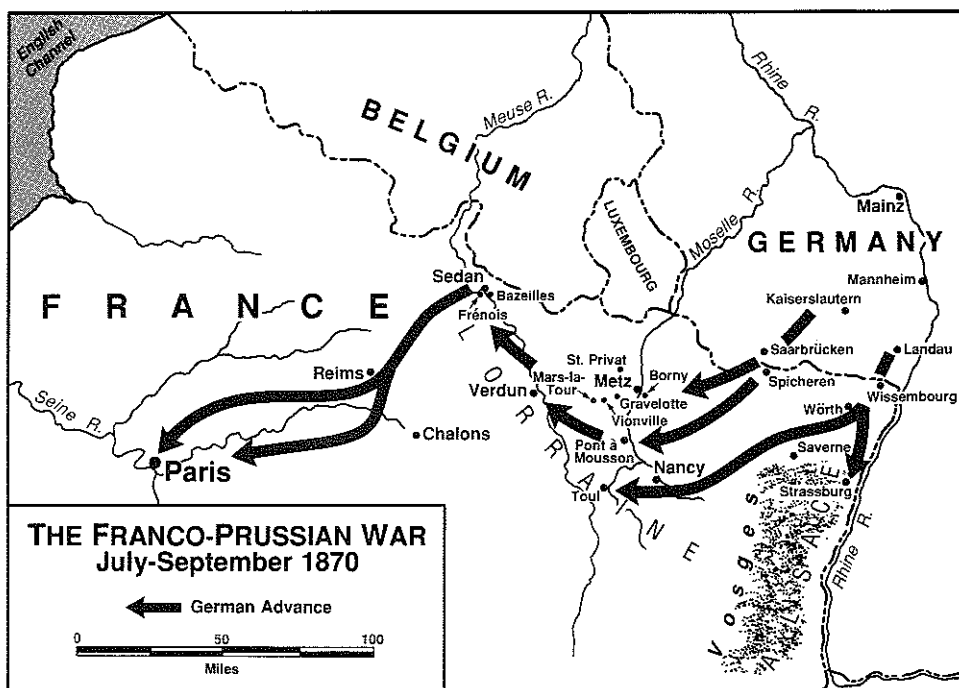 English
Channel
BELGIUM
Meuse R.
Rhine R.
LUXEMBOURG
Moselle R.
Mainz
GERMANY
Mannheim
Kaiserslautern
FRANCE
Sedan
Bazeilles
Frénois
Saarbrücken
Landau
St. Privat
Spicheren
Reims
Metz
Borny
Wissembourg
Mars-la-
Tour
Verdun
Gravelotte
Vionville
Wörth
Seine R.
Chalons
Pont à
Mousson
Saverne
Paris
Nancy
Toul
Strassburg
LORRAINE
Vosges
Rhine R.
THE FRANCO-PRUSSIAN WAR
July-September 1870
German Advance
0 50 100
Miles